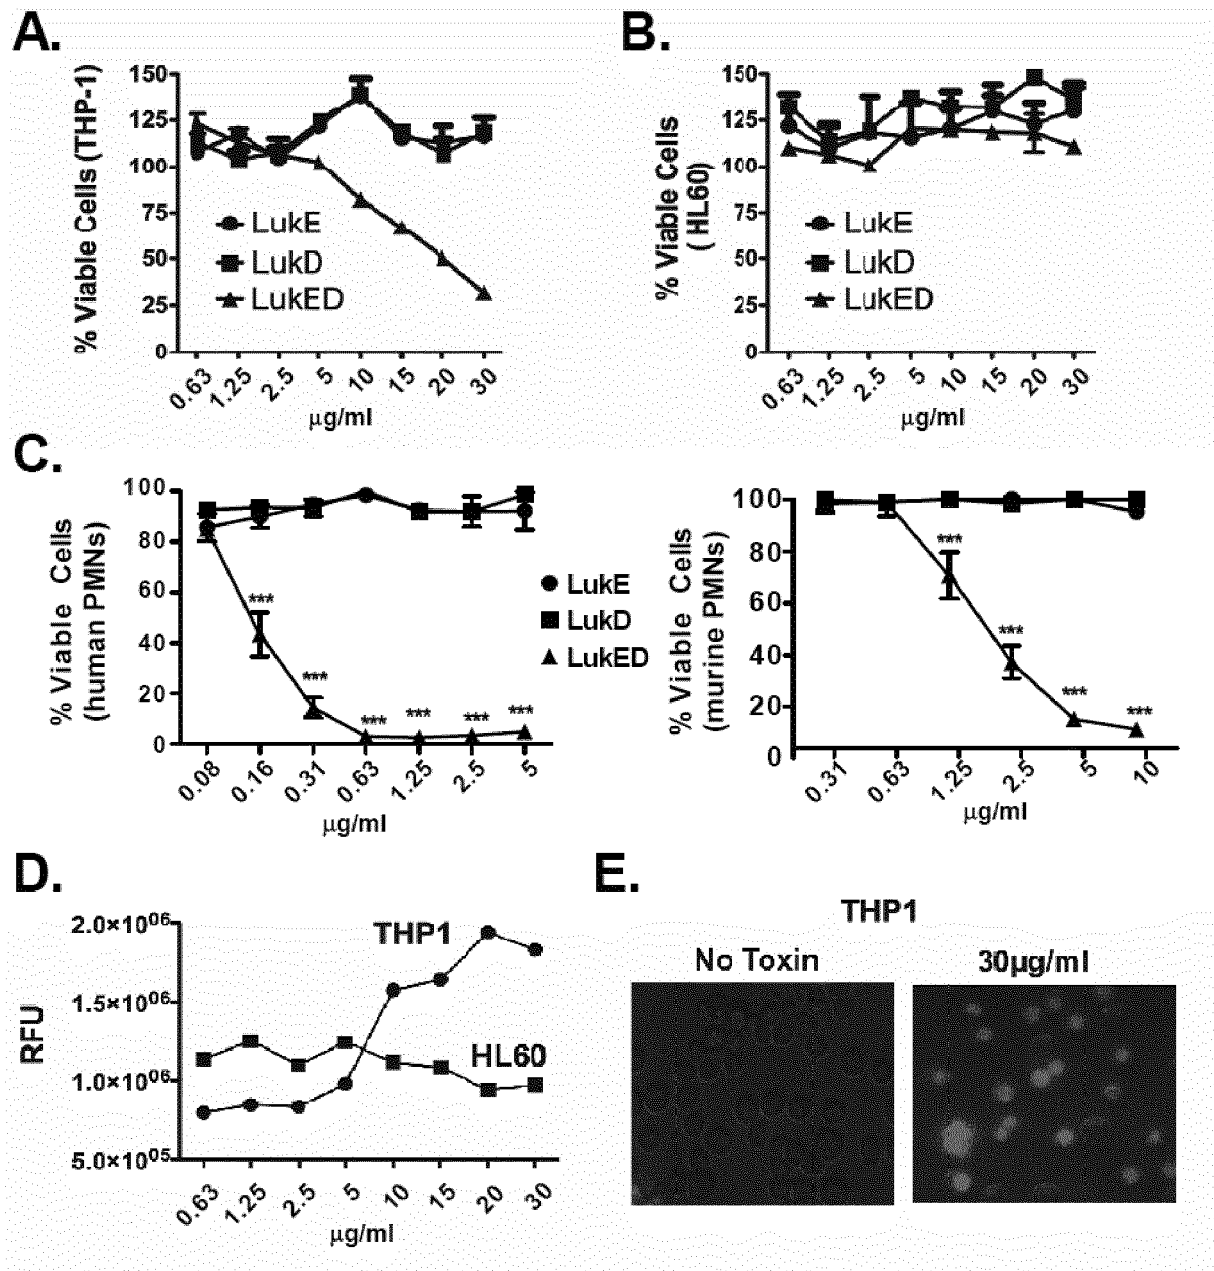 A.
% Viable Cells (THP-1)
150
125
100
75
50
25
0
LukE
LukD
LukED
0.63 1.25 2.5 5 10 15 20 30
μg/ml
B.
% Viable Cells
( HL60)
150
125
100
75
50
25
0
LukE
LukD
LukED
0.63 1.25 2.5 5 10 15 20 30
μg/ml
C.
% Viable Cells
(human PMNs)
100
80
60
40
20
0
***
***
*** *** *** ***
0.08 0.16 0.31 0.63 1.25 2.5 5
μg/ml
LukE
LukD
LukED
% Viable Cells
(murine PMNs)
100
80
60
40
20
0
***
***
***
***
0.31 0.63 1.25 2.5 5 10
μg/ml
D.
RFU
2.0×10⁰⁶
1.5×10⁰⁶
1.0×10⁰⁶
5.0×10⁰⁵
THP1
HL60
0.63 1.25 2.5 5 10 15 20 30
μg/ml
E.
THP1
No Toxin
30μg/ml